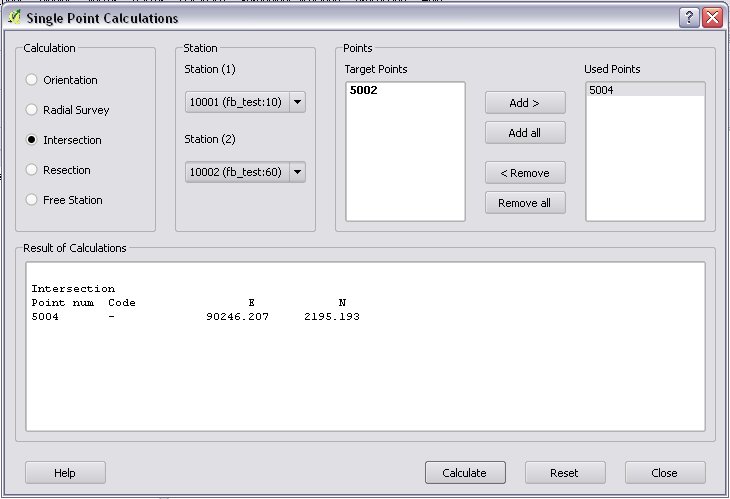 Single Point Calculations
Calculation
Orientation
Radial Survey
Intersection
Resection
Free Station
Station
Station (1)
10001 (fb_test:10)
Station (2)
10002 (fb_test:60)
Points
Target Points
5002
Add >
Add all
< Remove
Remove all
Used Points
5004
Result of Calculations
Intersection
Point num Code E N
5004 - 90246.207 2195.193
Help
Calculate
Reset
Close